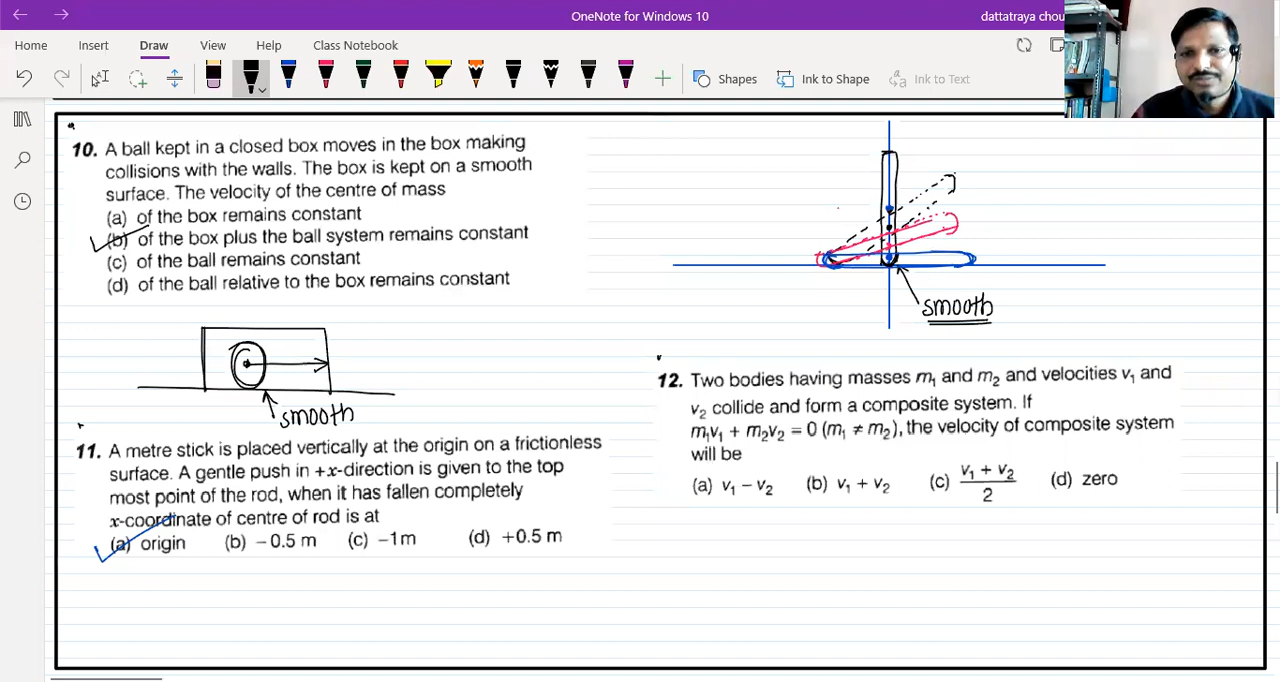 OneNote for Windows 10
dattatraya chou
Home Insert Draw View Help Class Notebook
Shapes Ink to Shape Ink to Text
10. A ball kept in a closed box moves in the box making
collisions with the walls. The box is kept on a smooth
surface. The velocity of the centre of mass
(a) of the box remains constant
(b) of the box plus the ball system remains constant
(c) of the ball remains constant
(d) of the ball relative to the box remains constant
smooth
11. A metre stick is placed vertically at the origin on a frictionless
surface. A gentle push in +x-direction is given to the top
most point of the rod, when it has fallen completely
x-coordinate of centre of rod is at
(a) origin (b) – 0.5 m (c) –1m (d) +0.5 m
smooth
12. Two bodies having masses m₁ and m₂ and velocities v₁ and
v₂ collide and form a composite system. If
m₁v₁ + m₂v₂ = 0 (m₁ ≠ m₂), the velocity of composite system
will be
(a) v₁ – v₂ (b) v₁ + v₂ (c) (v₁ + v₂)/2 (d) zero